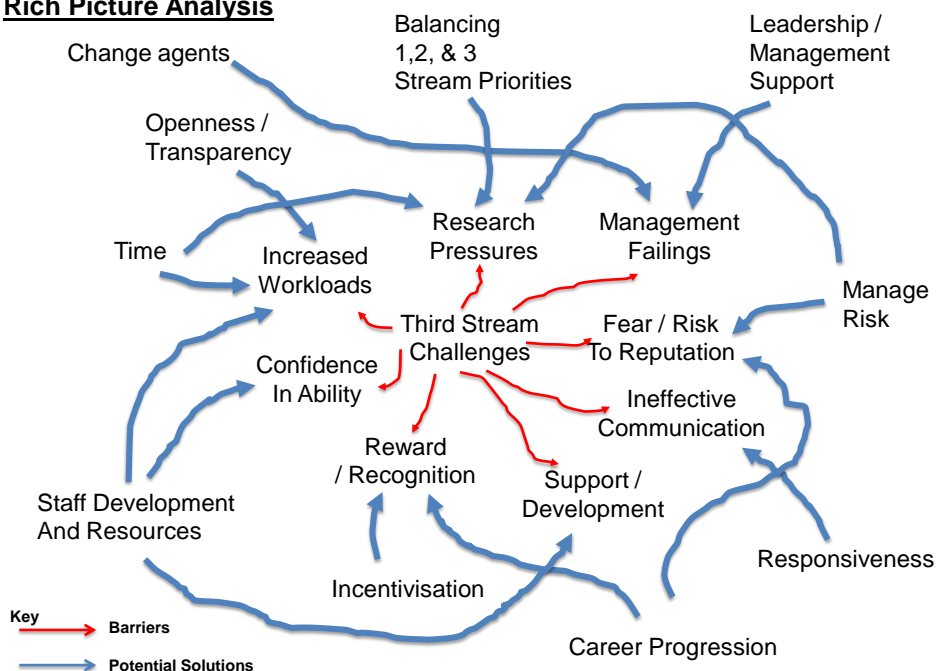 Rich Picture Analysis
Change agents
Balancing
1,2, & 3
Stream Priorities
Leadership /
Management
Support
Openness /
Transparency
Time
Increased
Workloads
Research
Pressures
Management
Failings
Manage
Risk
Third Stream
Challenges
Fear / Risk
To Reputation
Confidence
In Ability
Ineffective
Communication
Reward
/ Recognition
Support /
Development
Staff Development
And Resources
Incentivisation
Responsiveness
Career Progression
Key
Barriers
Potential Solutions